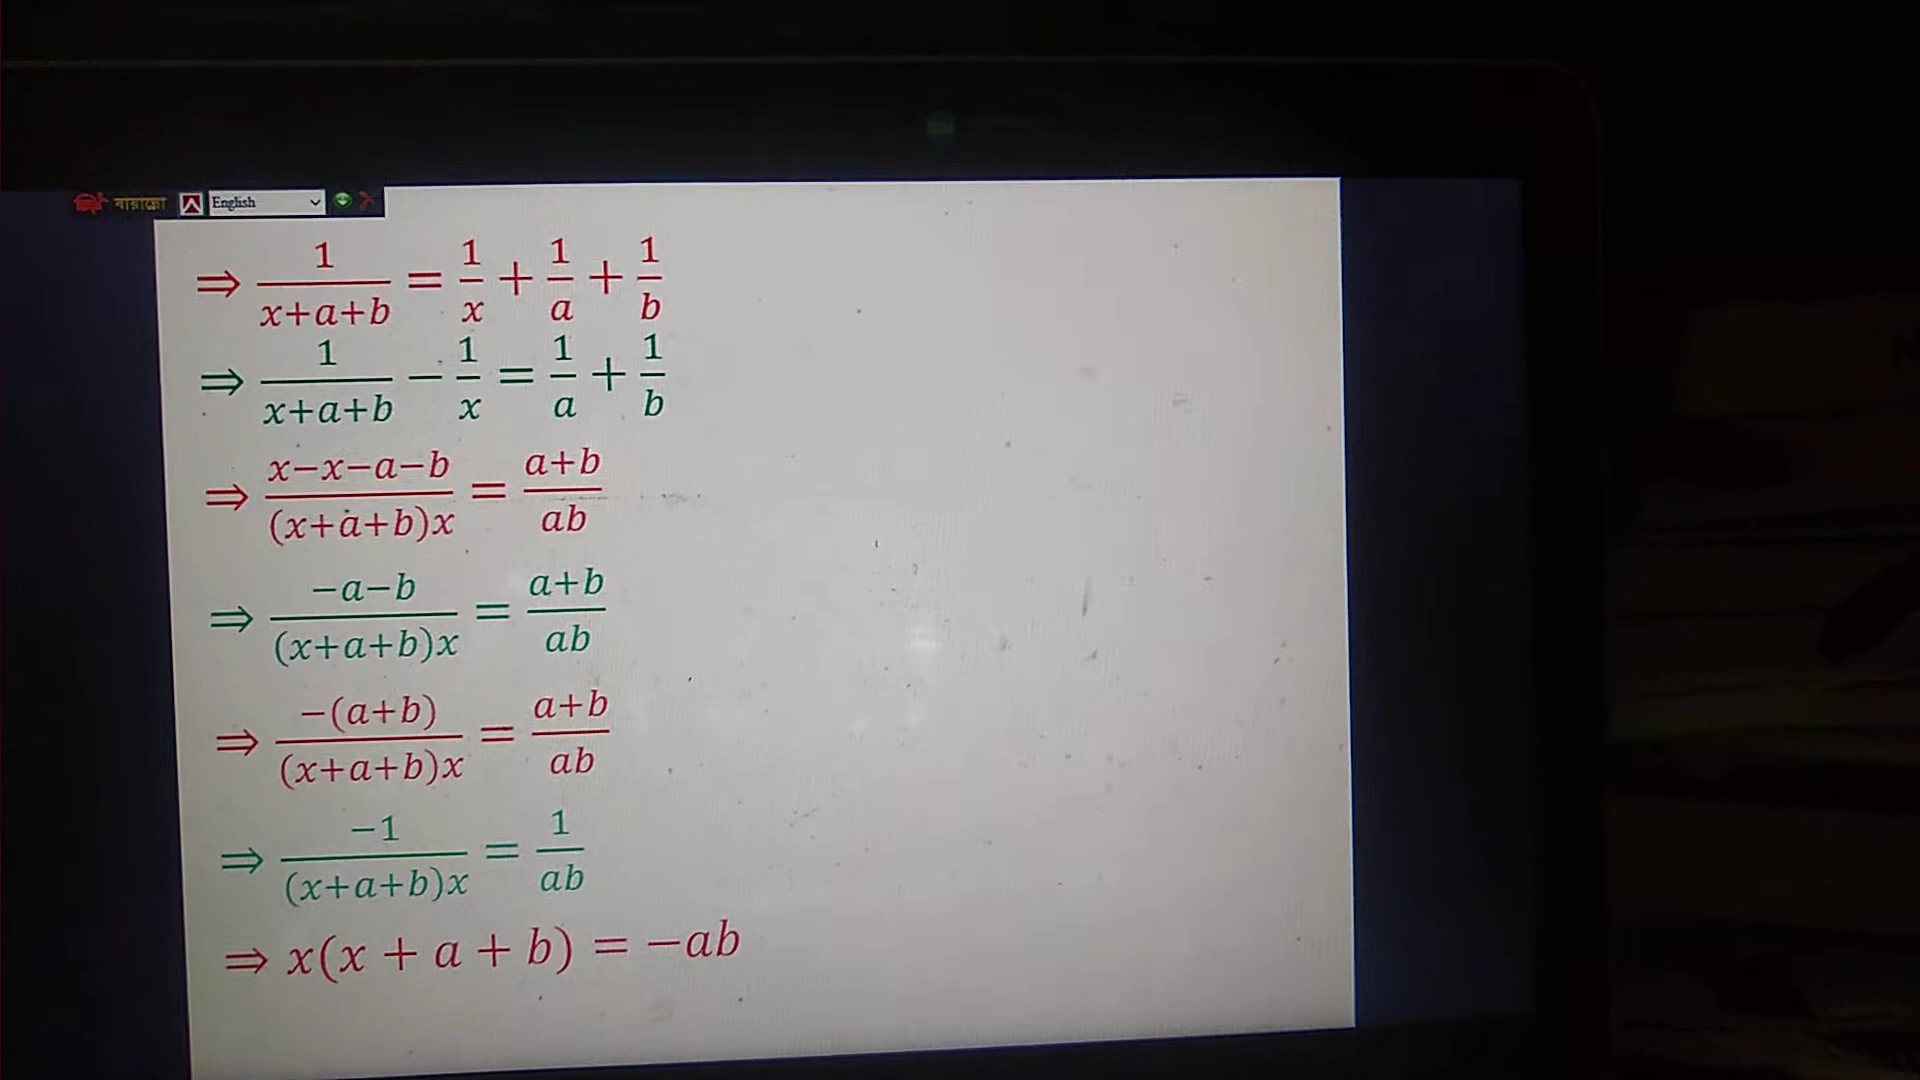 চিত্র বায়ান্নো English
⇒ 1/(x+a+b) = 1/x + 1/a + 1/b
⇒ 1/(x+a+b) − 1/x = 1/a + 1/b
⇒ (x−x−a−b)/((x+a+b)x) = (a+b)/(ab)
⇒ (−a−b)/((x+a+b)x) = (a+b)/(ab)
⇒ (−(a+b))/((x+a+b)x) = (a+b)/(ab)
⇒ (−1)/((x+a+b)x) = 1/(ab)
⇒ x(x + a + b) = −ab